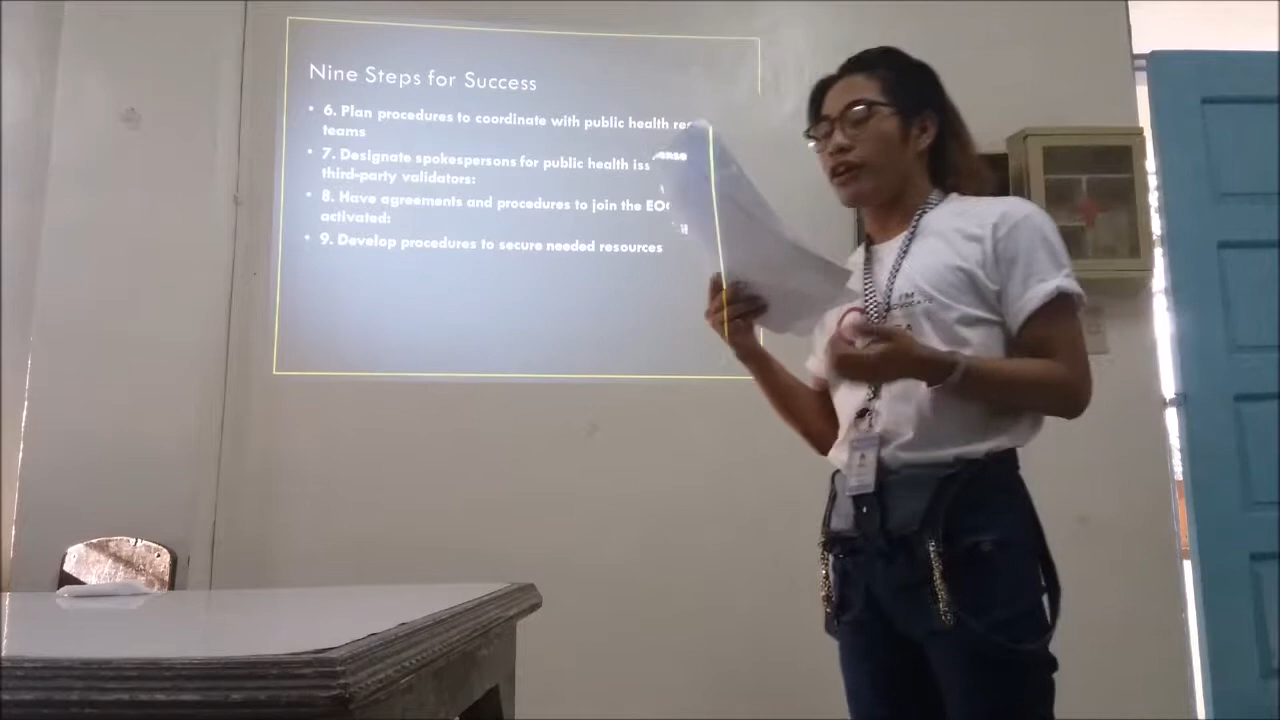 Nine Steps for Success
• 6. Plan procedures to coordinate with public health
teams
• 7. Designate spokespersons for public health
third-party validators:
• 8. Have agreements and procedures to join the
activated:
• 9. Develop procedures to secure needed resources
I'M